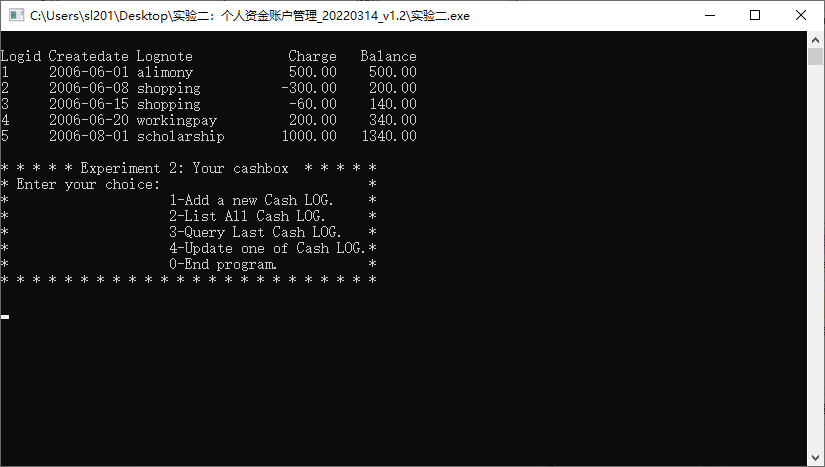 C:\Users\sl201\Desktop\实验二：个人资金账户管理_20220314_v1.2\实验二.exe
Logid Createdate Lognote Charge Balance
1 2006-06-01 alimony 500.00 500.00
2 2006-06-08 shopping -300.00 200.00
3 2006-06-15 shopping -60.00 140.00
4 2006-06-20 workingpay 200.00 340.00
5 2006-08-01 scholarship 1000.00 1340.00
* * * * * Experiment 2: Your cashbox * * * * *
* Enter your choice: *
* 1-Add a new Cash LOG. *
* 2-List All Cash LOG. *
* 3-Query Last Cash LOG. *
* 4-Update one of Cash LOG.*
* 0-End program. *
* * * * * * * * * * * * * * * * * * * * * * * *